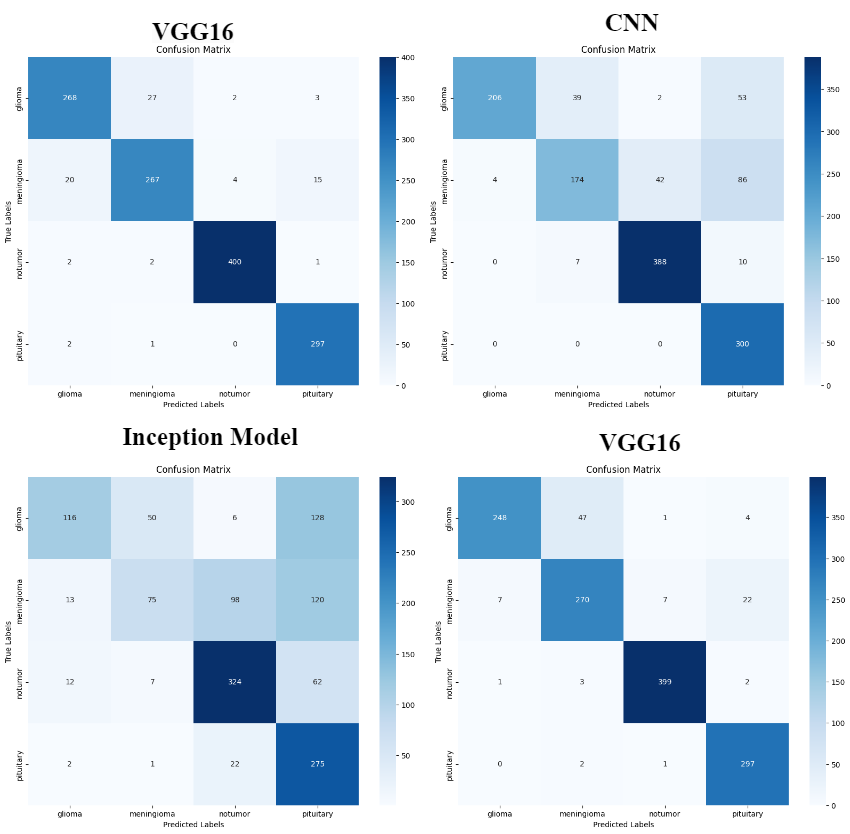 VGG16
Confusion Matrix
glioma
meningioma
notumor
pituitary
True Labels
268 27 2 3
20 267 4 15
2 2 400 1
2 1 0 297
glioma meningioma notumor pituitary
Predicted Labels
400
350
300
250
200
150
100
50
0
CNN
Confusion Matrix
glioma
meningioma
notumor
pituitary
True Labels
206 39 2 53
4 174 42 86
0 7 388 10
0 0 0 300
glioma meningioma notumor pituitary
Predicted Labels
350
300
250
200
150
100
50
0
Inception Model
Confusion Matrix
glioma
meningioma
notumor
pituitary
True Labels
116 50 6 128
13 75 98 120
12 7 324 62
2 1 22 275
glioma meningioma notumor pituitary
Predicted Labels
300
250
200
150
100
50
VGG16
Confusion Matrix
glioma
meningioma
notumor
pituitary
True Labels
248 47 1 4
7 270 7 22
1 3 399 2
0 2 1 297
glioma meningioma notumor pituitary
Predicted Labels
350
300
250
200
150
100
50
0